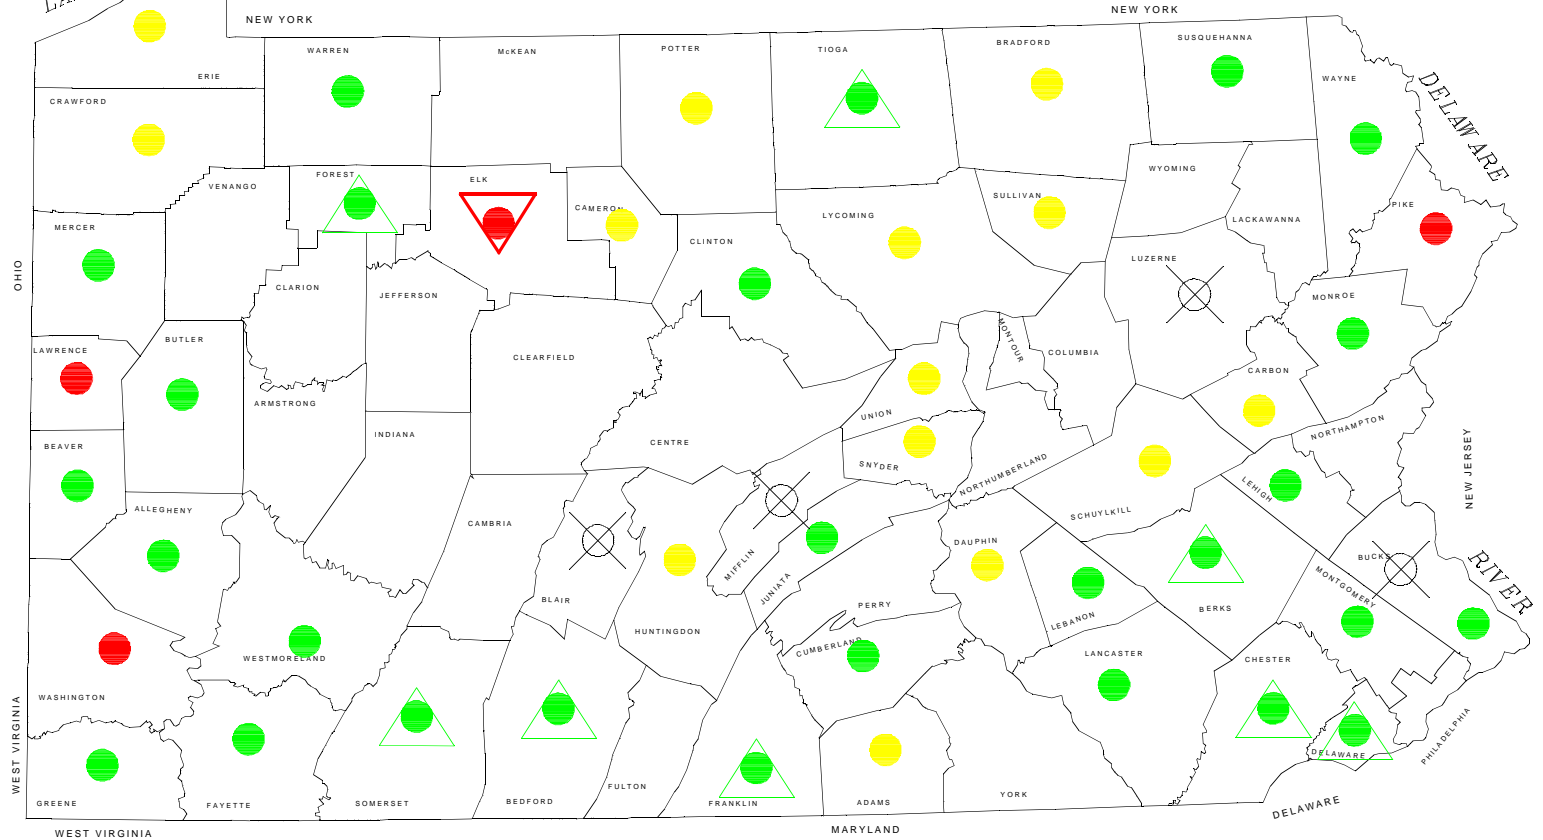 LA
NEW YORK
NEW YORK
WARREN
McKEAN
POTTER
TIOGA
BRADFORD
SUSQUEHANNA
WAYNE
ERIE
CRAWFORD
DELAWARE
VENANGO
FOREST
ELK
CAMERON
LYCOMING
SULLIVAN
WYOMING
LACKAWANNA
PIKE
MERCER
CLINTON
LUZERNE
OHIO
CLARION
JEFFERSON
MONROE
LAWRENCE
BUTLER
CLEARFIELD
MONTOUR
COLUMBIA
CARBON
ARMSTRONG
UNION
NORTHAMPTON
BEAVER
INDIANA
CENTRE
SNYDER
NORTHUMBERLAND
NEW JERSEY
LEHIGH
ALLEGHENY
CAMBRIA
SCHUYLKILL
DAUPHIN
MIFFLIN
JUNIATA
BUCKS
MONTGOMERY
RIVER
BLAIR
PERRY
BERKS
LEBANON
HUNTINGDON
CUMBERLAND
WESTMORELAND
LANCASTER
CHESTER
WASHINGTON
WEST VIRGINIA
DELAWARE
PHILADELPHIA
GREENE
FAYETTE
SOMERSET
BEDFORD
FULTON
FRANKLIN
ADAMS
YORK
DELAWARE
WEST VIRGINIA
MARYLAND